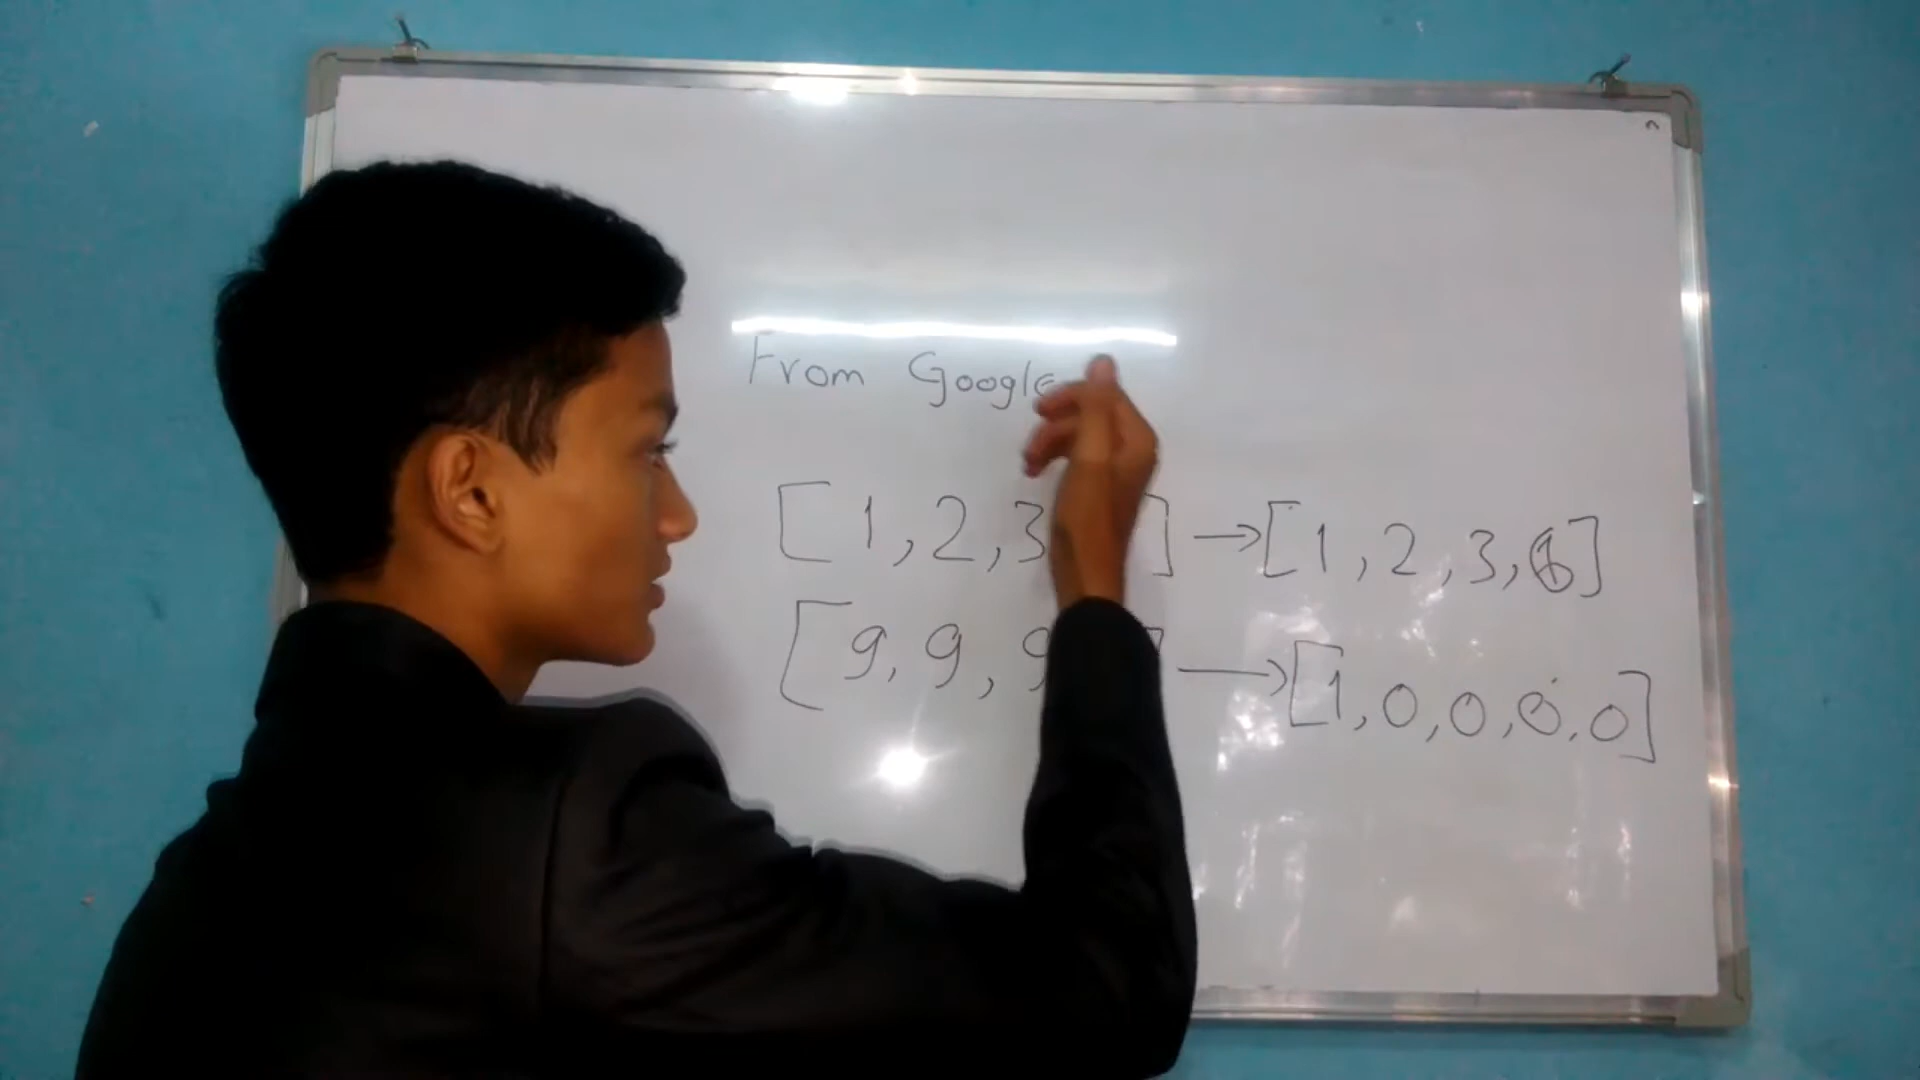 From Google
[1,2,3 ] → [1, 2, 3, ]
[9, 9, 9 ] → [1,0,0,0,0]